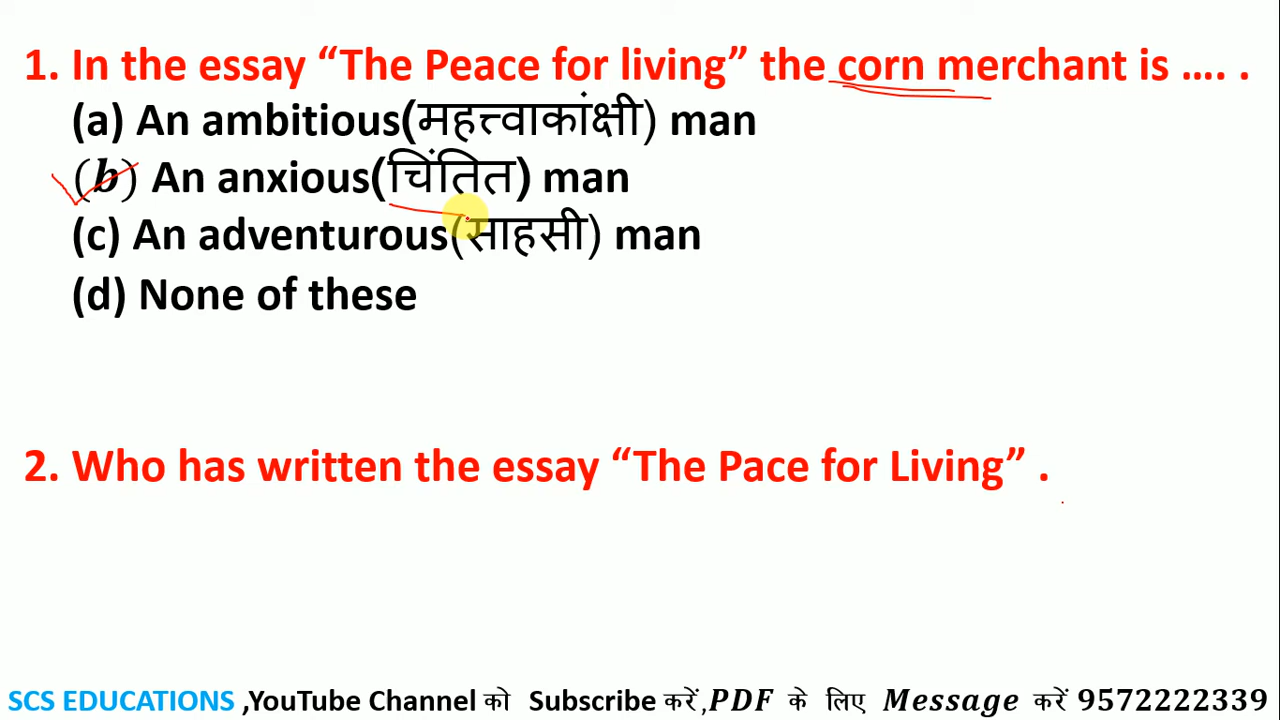 1. In the essay “The Peace for living” the corn merchant is .... .
(a) An ambitious(महत्त्वाकांक्षी) man
(b) An anxious(चिंतित) man
(c) An adventurous(साहसी) man
(d) None of these
2. Who has written the essay “The Pace for Living” .
SCS EDUCATIONS ,YouTube Channel को Subscribe करें,PDF के लिए Message करें 9572222339